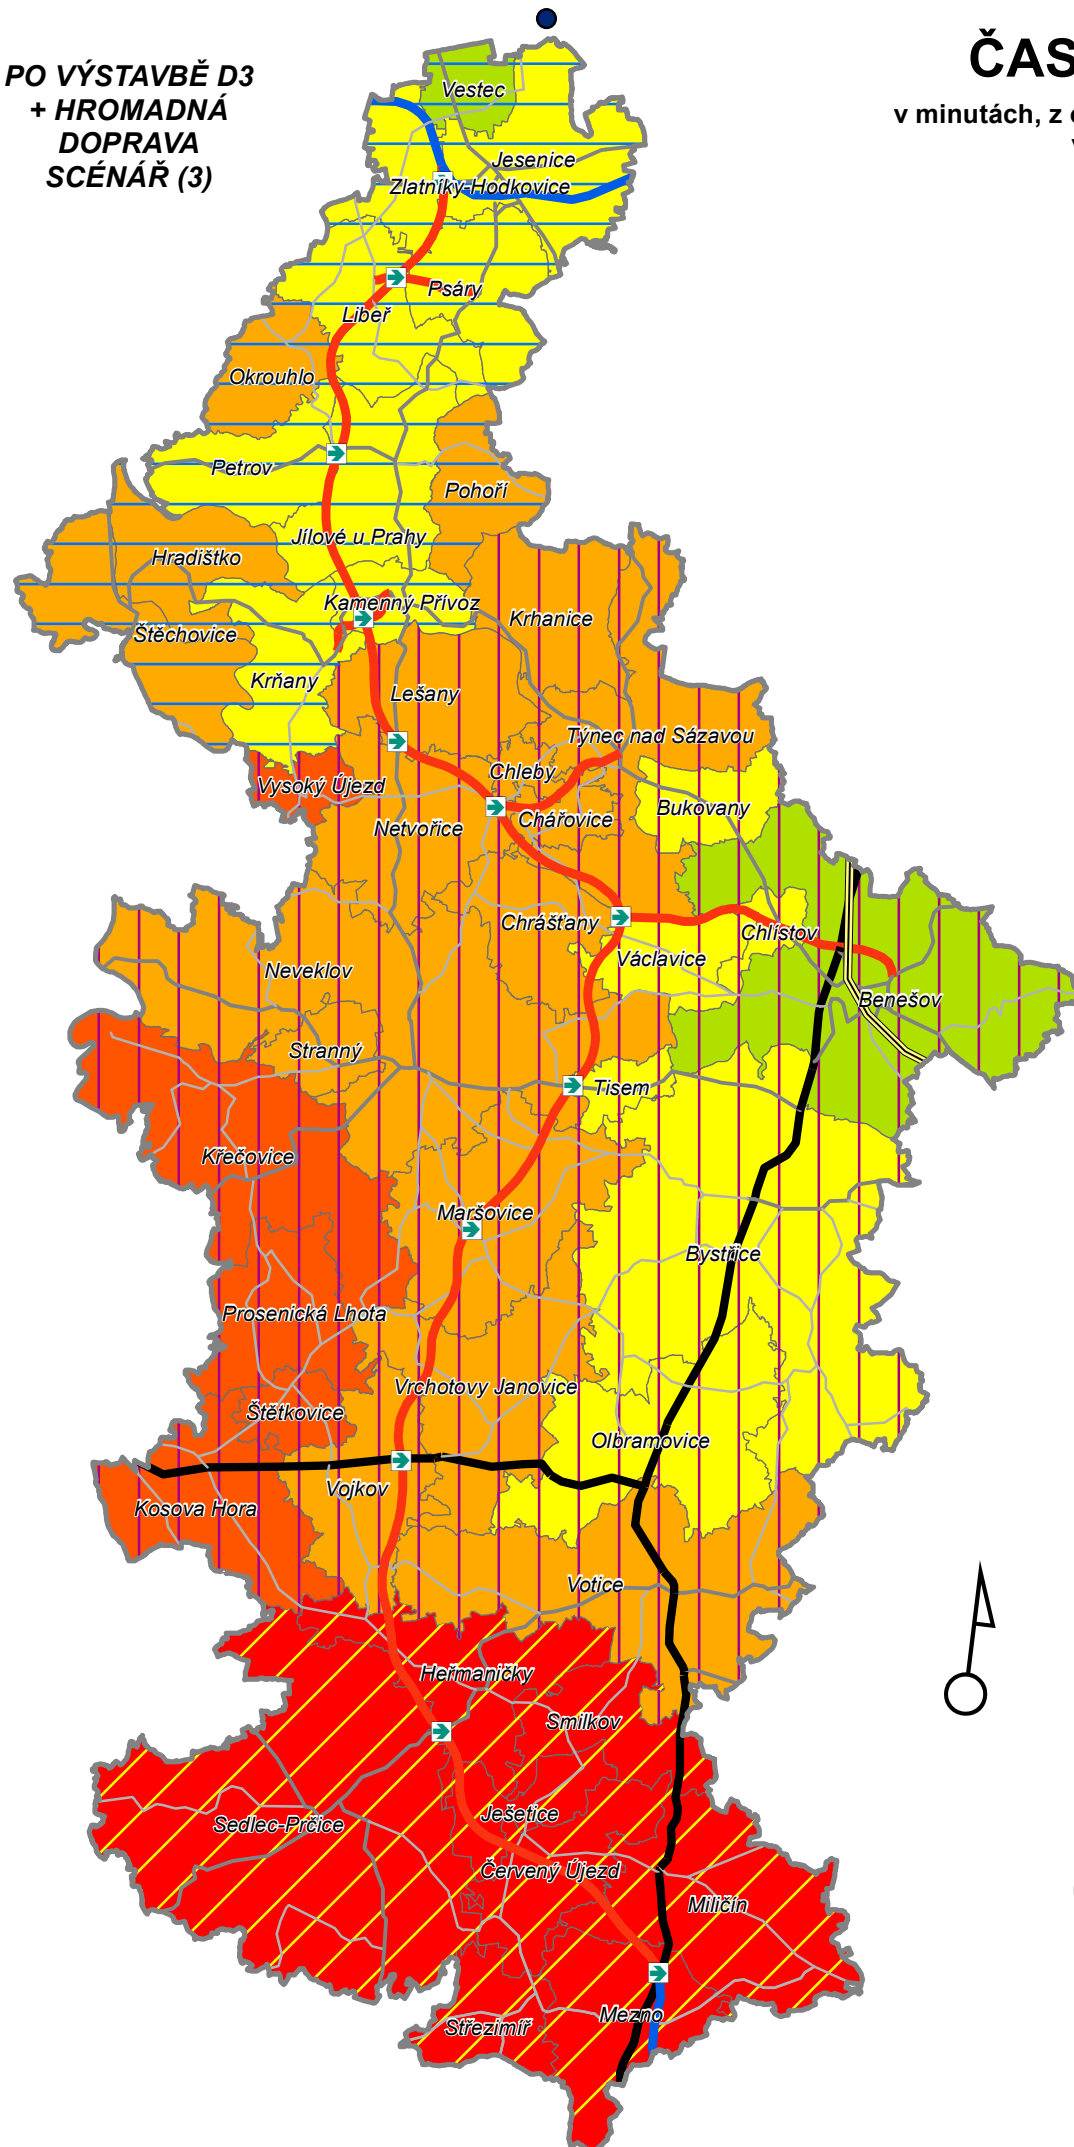 PO VÝSTAVBĚ D3
+ HROMADNÁ
DOPRAVA
SCÉNÁŘ (3)
ČAS
v minutách, z
Vestec
Jesenice
Zlatníky-Hodkovice
Psáry
Libeř
Okrouhlo
Petrov
Pohoří
Jílové u Prahy
Hradištko
Kamenný Přívoz
Krhanice
Štěchovice
Krňany
Lešany
Týnec nad Sázavou
Chleby
Vysoký Újezd
Bukovany
Netvořice
Chářovice
Chrášťany
Chlístov
Václavice
Neveklov
Benešov
Stranný
Tisem
Křečovice
Maršovice
Bystřice
Prosenická Lhota
Vrchotovy Janovice
Štětkovice
Olbramovice
Vojkov
Kosova Hora
Votice
Heřmaničky
Smilkov
Ješetice
Sedlec-Prčice
Červený Újezd
Miličín
Mezno
Střezimíř